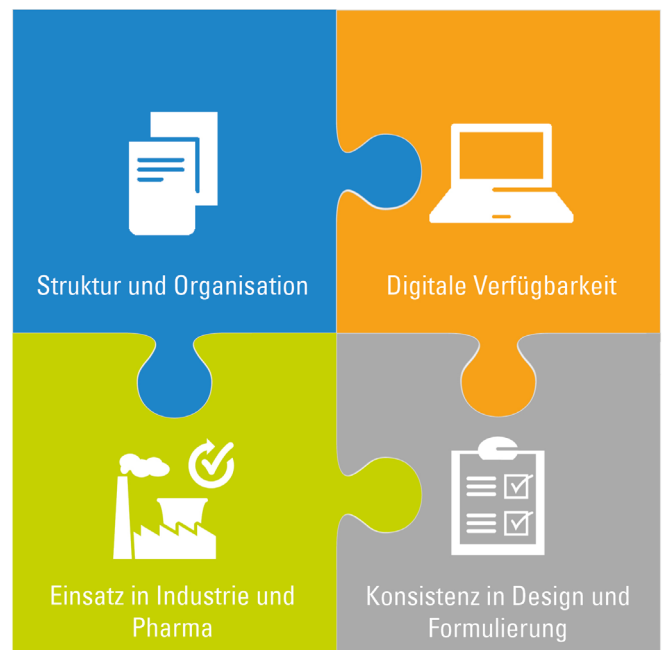 Struktur und Organisation
Digitale Verfügbarkeit
Einsatz in Industrie und
Pharma
Konsistenz in Design und
Formulierung